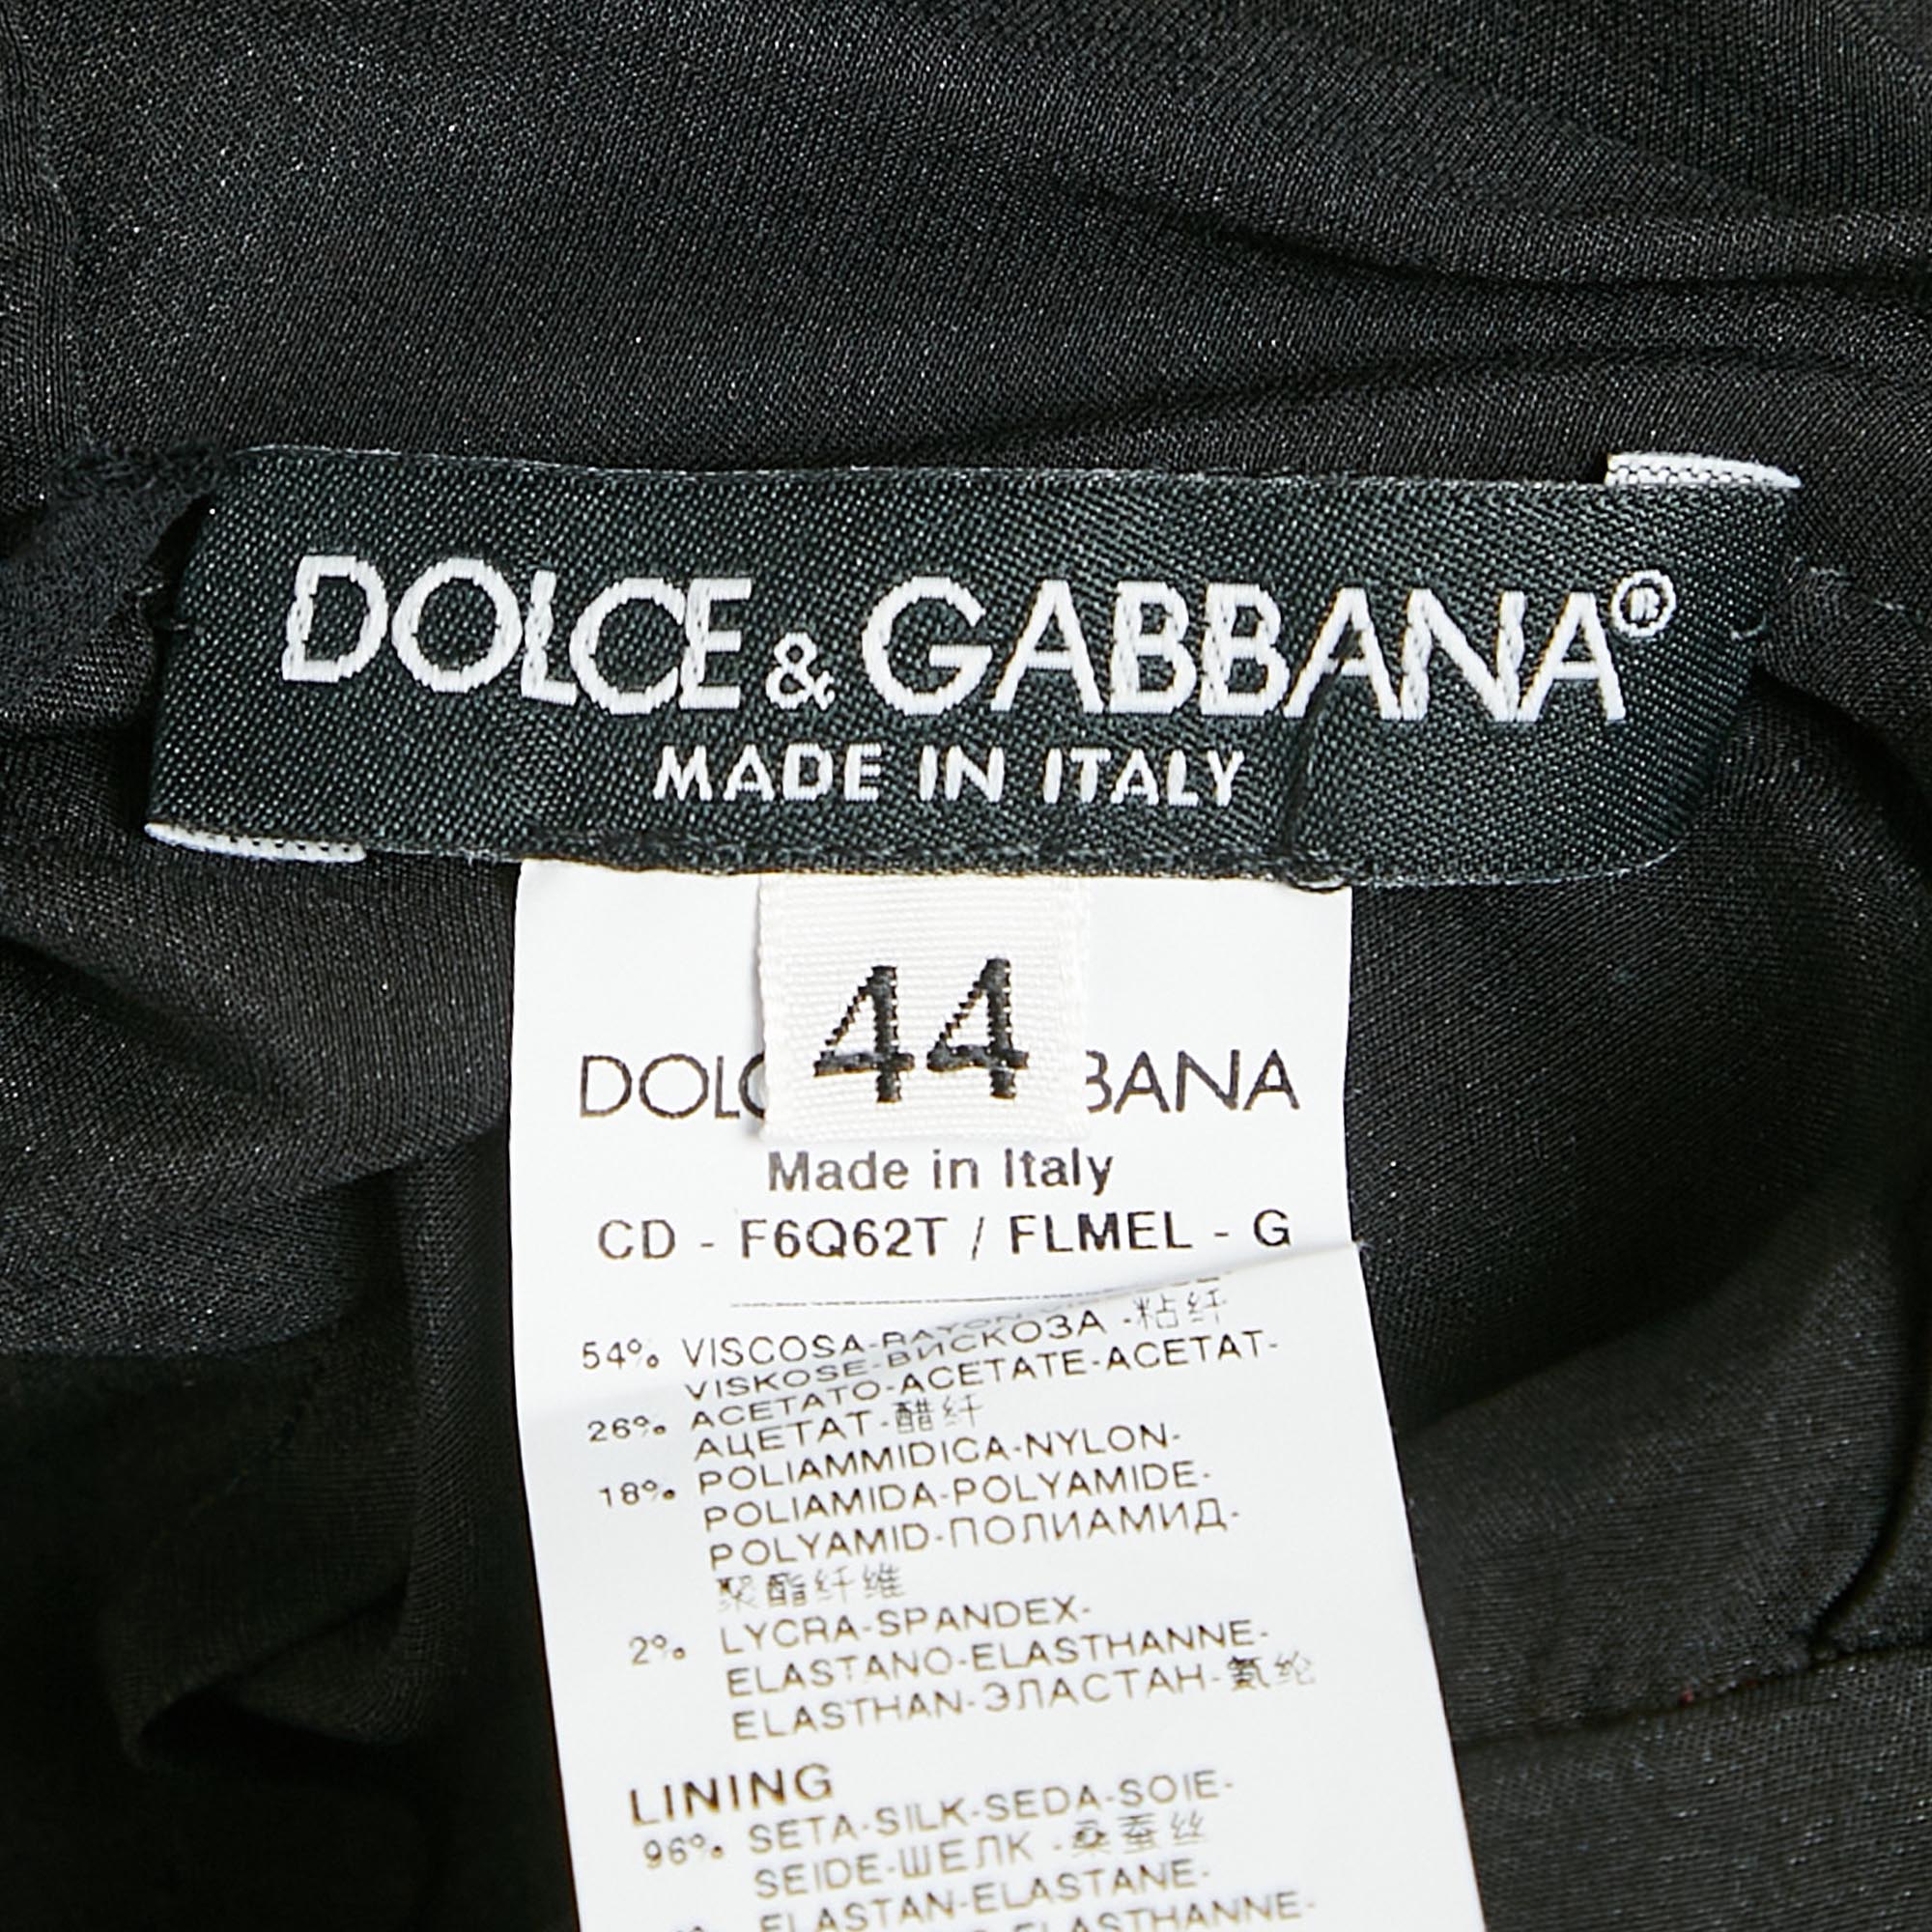 DOLCE & GABBANA®
MADE IN ITALY
44
DOLC BANA
Made in Italy
CD - F6Q62T / FLMEL - G
54% VISCOSA-RAYON-
VISKOSE-ВИСКОЗА -粘纤
26% ACETATO-ACETATE-ACETAT-
АЦЕТАТ-醋纤
18% POLIAMMIDICA-NYLON-
POLIAMIDA-POLYAMIDE-
POLYAMID-ПОЛИАМИД-
聚酯纤维
2% LYCRA-SPANDEX-
ELASTANO-ELASTHANNE-
ELASTHAN-ЭЛАСТАН-氨纶
LINING
96% SETA-SILK-SEDA-SOIE-
SEIDE-ШЕЛК -桑蚕丝
ELASTAN-ELASTANE-
ELASTHANNE-